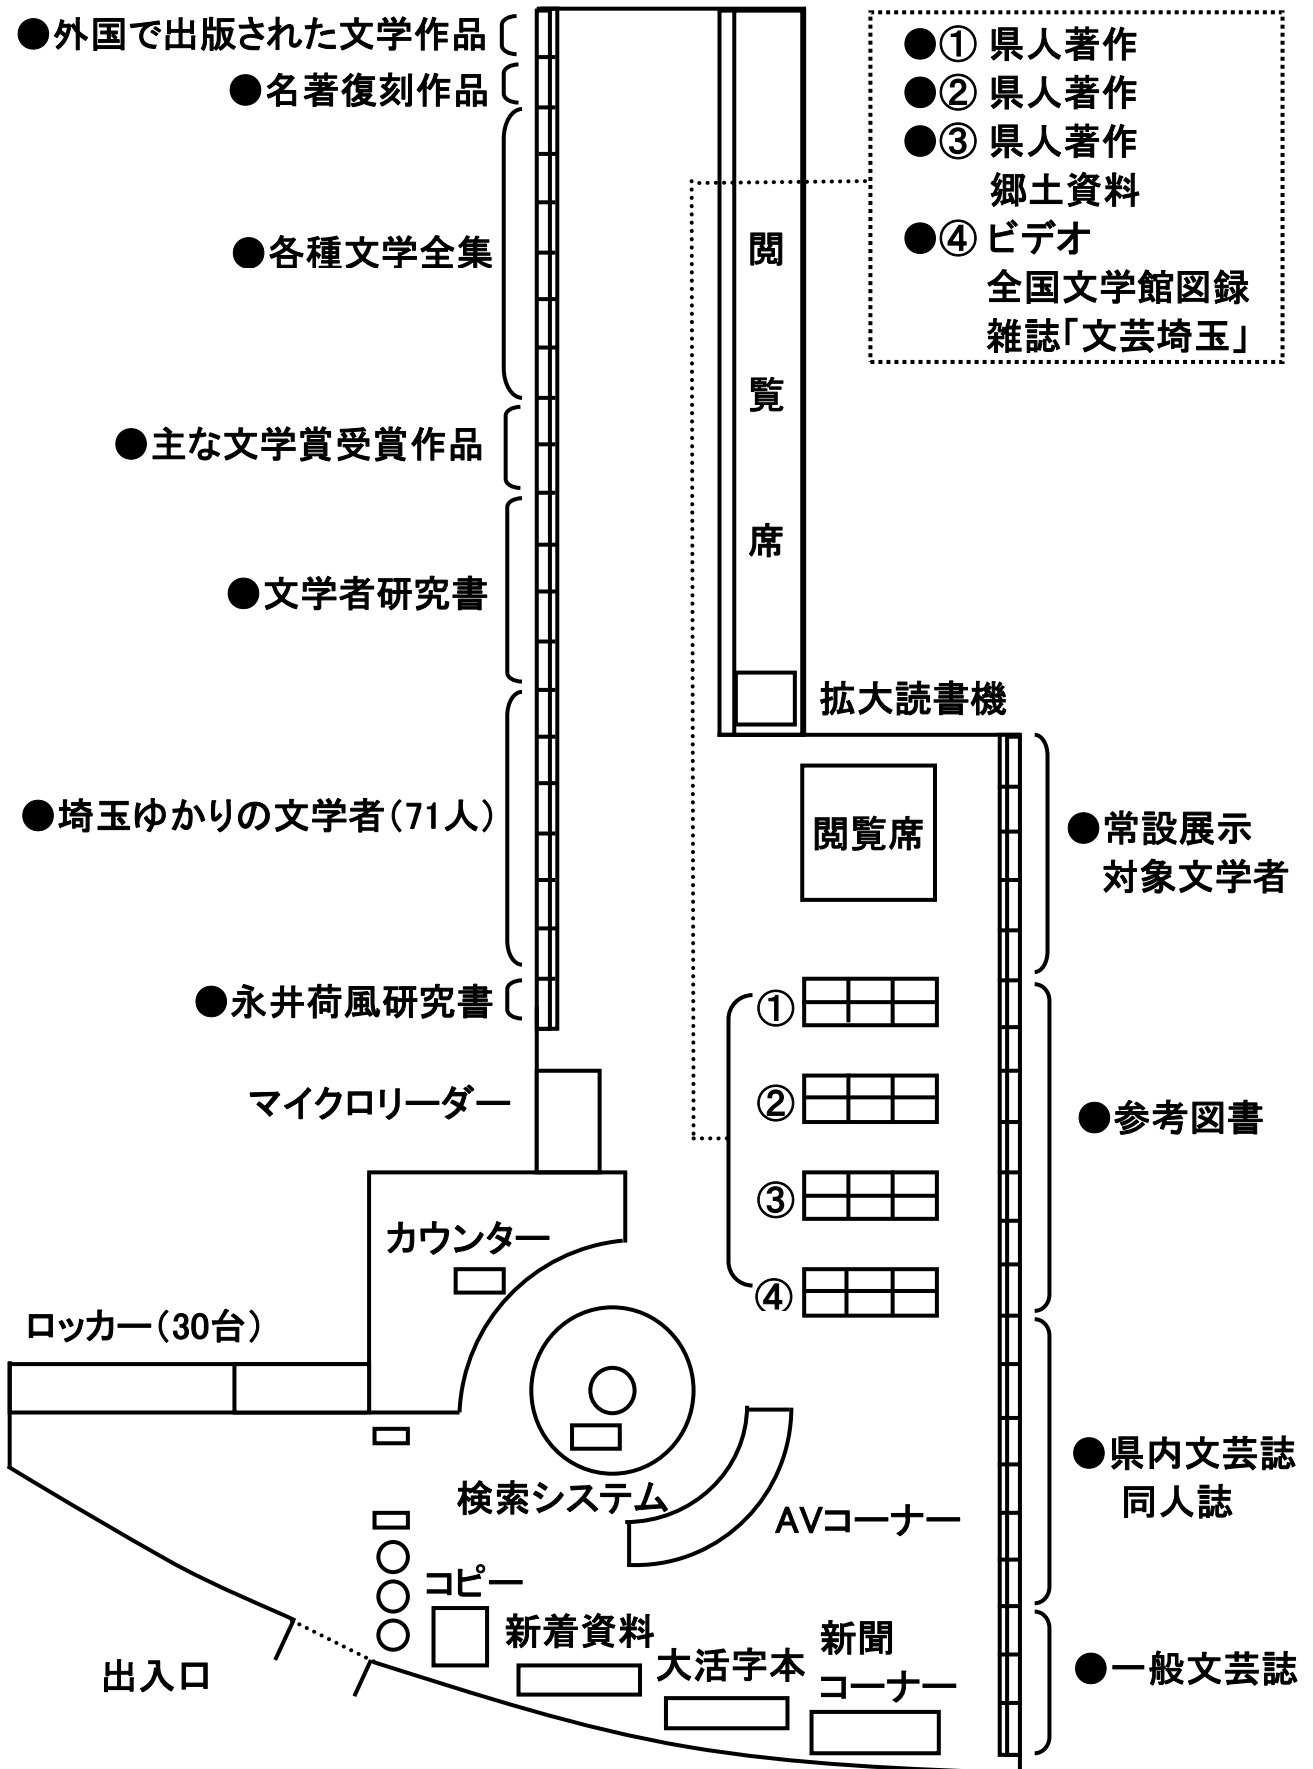 ●外国で出版された文学作品
●名著復刻作品
●各種文学全集
●主な文学賞受賞作品
●文学者研究書
●埼玉ゆかりの文学者(71人)
●永井荷風研究書
マイクロリーダー
カウンター
ロッカー(30台)
検索システム
コピー
出入口
新着資料
大活字本
新聞
コーナー
AVコーナー
閲
覧
席
拡大読書機
閲覧席
①
②
③
④
●① 県人著作
●② 県人著作
●③ 県人著作
郷土資料
●④ ビデオ
全国文学館図録
雑誌「文芸埼玉」
●常設展示
対象文学者
●参考図書
●県内文芸誌
同人誌
●一般文芸誌